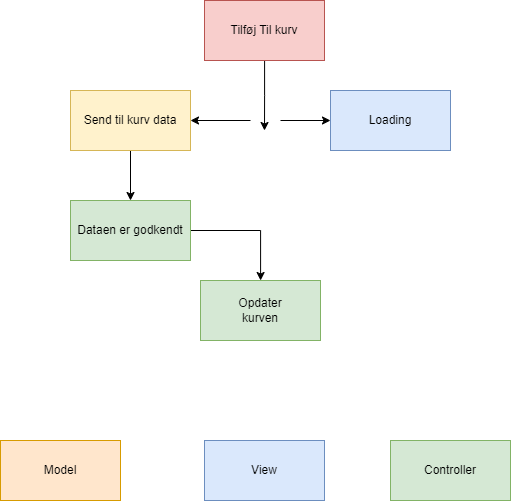 Tilføj Til kurv
Send til kurv data
Loading
Dataen er godkendt
Opdater
kurven
Model
View
Controller